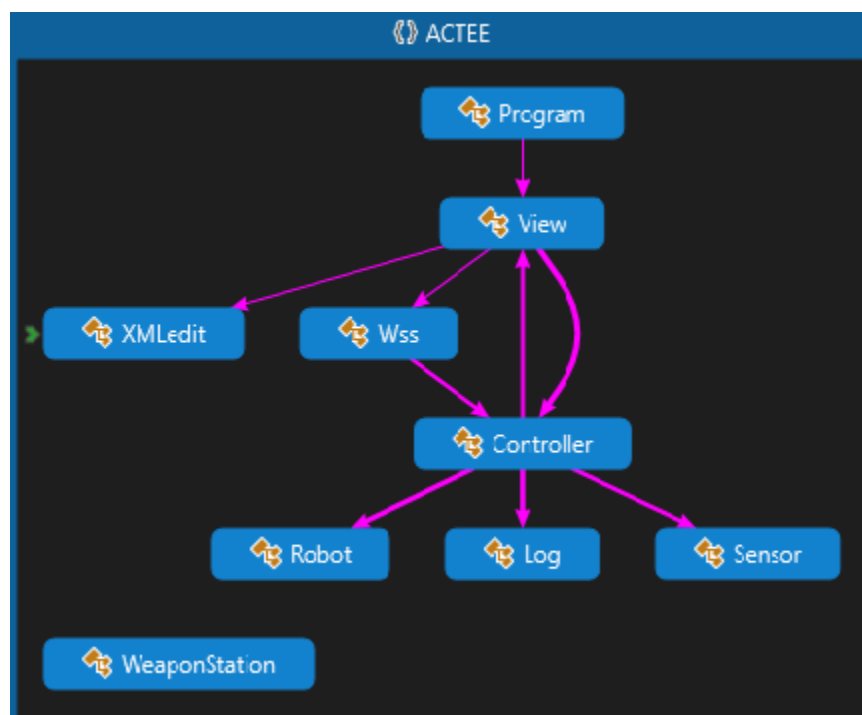 ACTEE
Program
View
XMLedit
Wss
Controller
Robot
Log
Sensor
WeaponStation